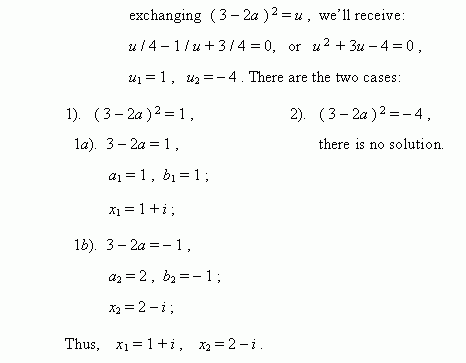 exchanging ( 3 – 2a )² = u , we’ll receive:
u / 4 – 1 / u + 3 / 4 = 0, or u² + 3u – 4 = 0 ,
u₁ = 1 , u₂ = – 4 . There are the two cases:
1). ( 3 – 2a )² = 1 ,
1a). 3 – 2a = 1 ,
a₁ = 1 , b₁ = 1 ;
x₁ = 1 + i ;
1b). 3 – 2a = – 1 ,
a₂ = 2 , b₂ = – 1 ;
x₂ = 2 – i ;
2). ( 3 – 2a )² = – 4 ,
there is no solution.
Thus, x₁ = 1 + i , x₂ = 2 – i .